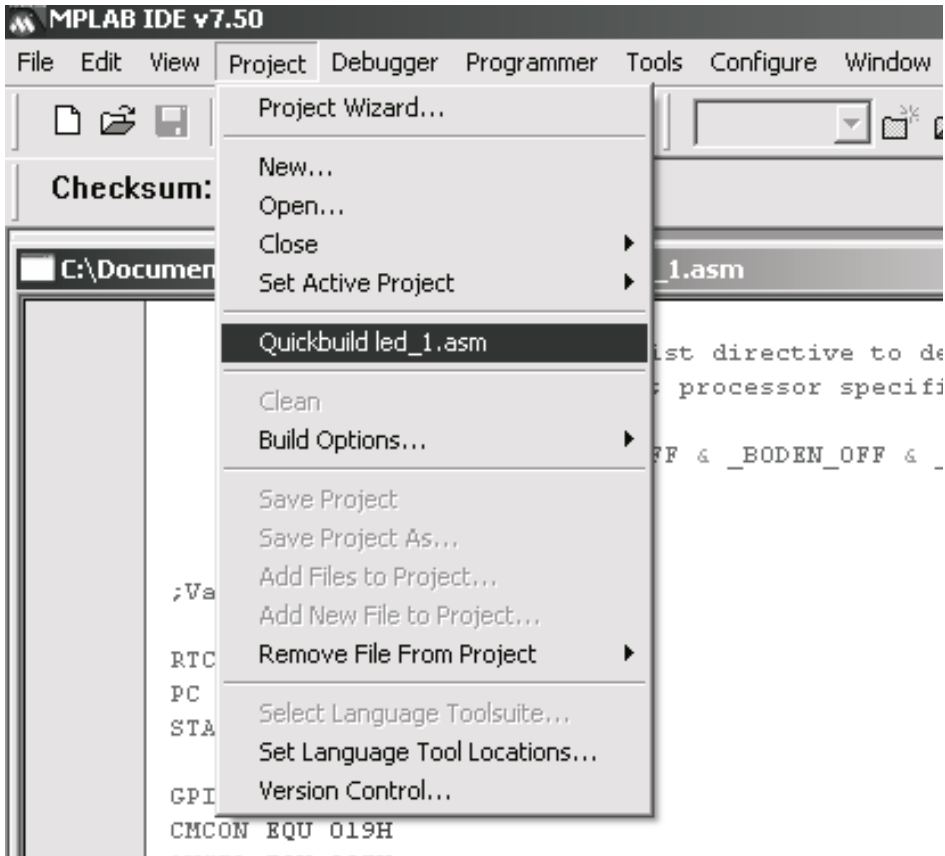 MPLAB IDE v7.50
File Edit View Project Debugger Programmer Tools Configure Window
Project Wizard...
Checksum:
New...
Open...
Close
Set Active Project
C:\Documen _1.asm
Quickbuild led_1.asm
ist directive to de
; processor specifi
Clean
Build Options...
FF & _BODEN_OFF & _
Save Project
Save Project As...
Add Files to Project...
;Va
Add New File to Project...
Remove File From Project
RTC
PC
Select Language Toolsuite...
STA
Set Language Tool Locations...
Version Control...
GPI
CMCON EQU 019H